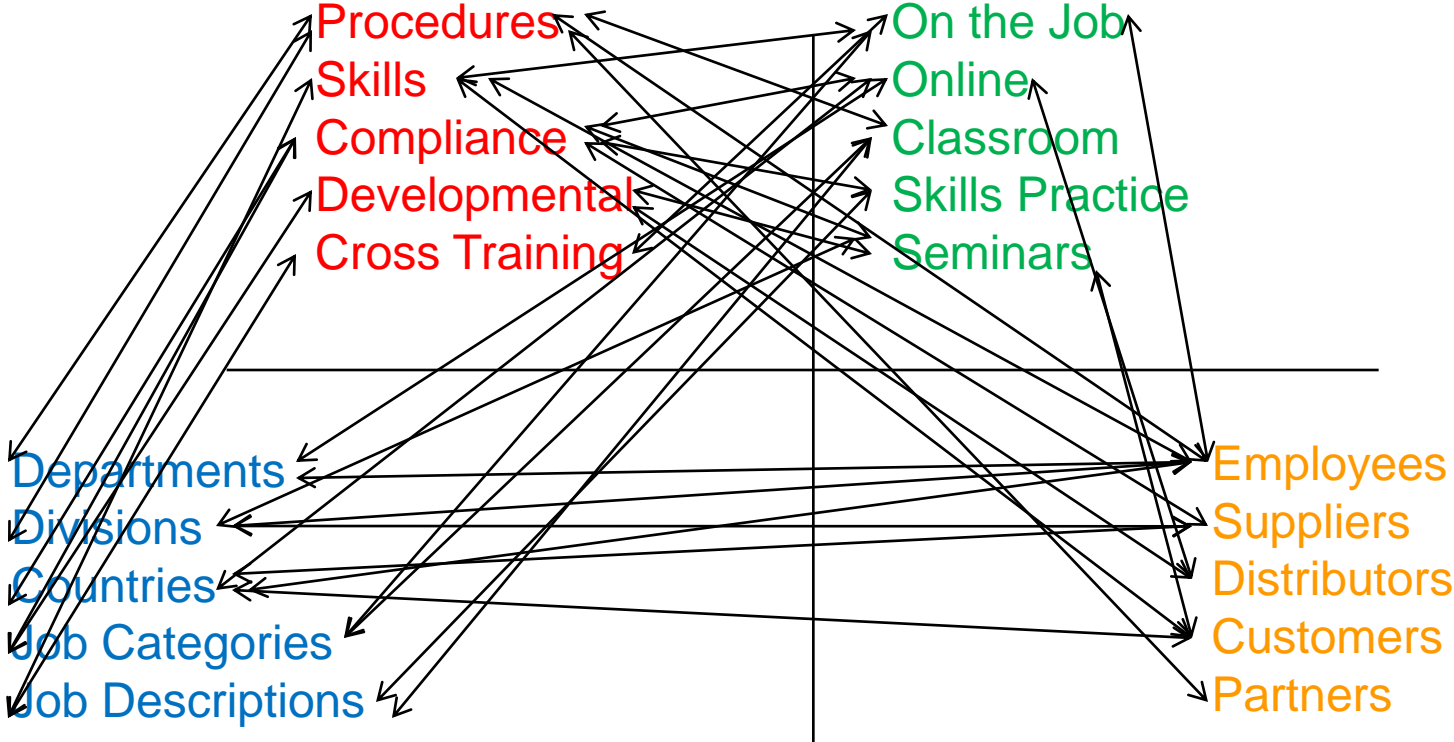 Procedures
Skills
Compliance
Developmental
Cross Training
On the Job
Online
Classroom
Skills Practice
Seminars
Departments
Divisions
Countries
Job Categories
Job Descriptions
Employees
Suppliers
Distributors
Customers
Partners